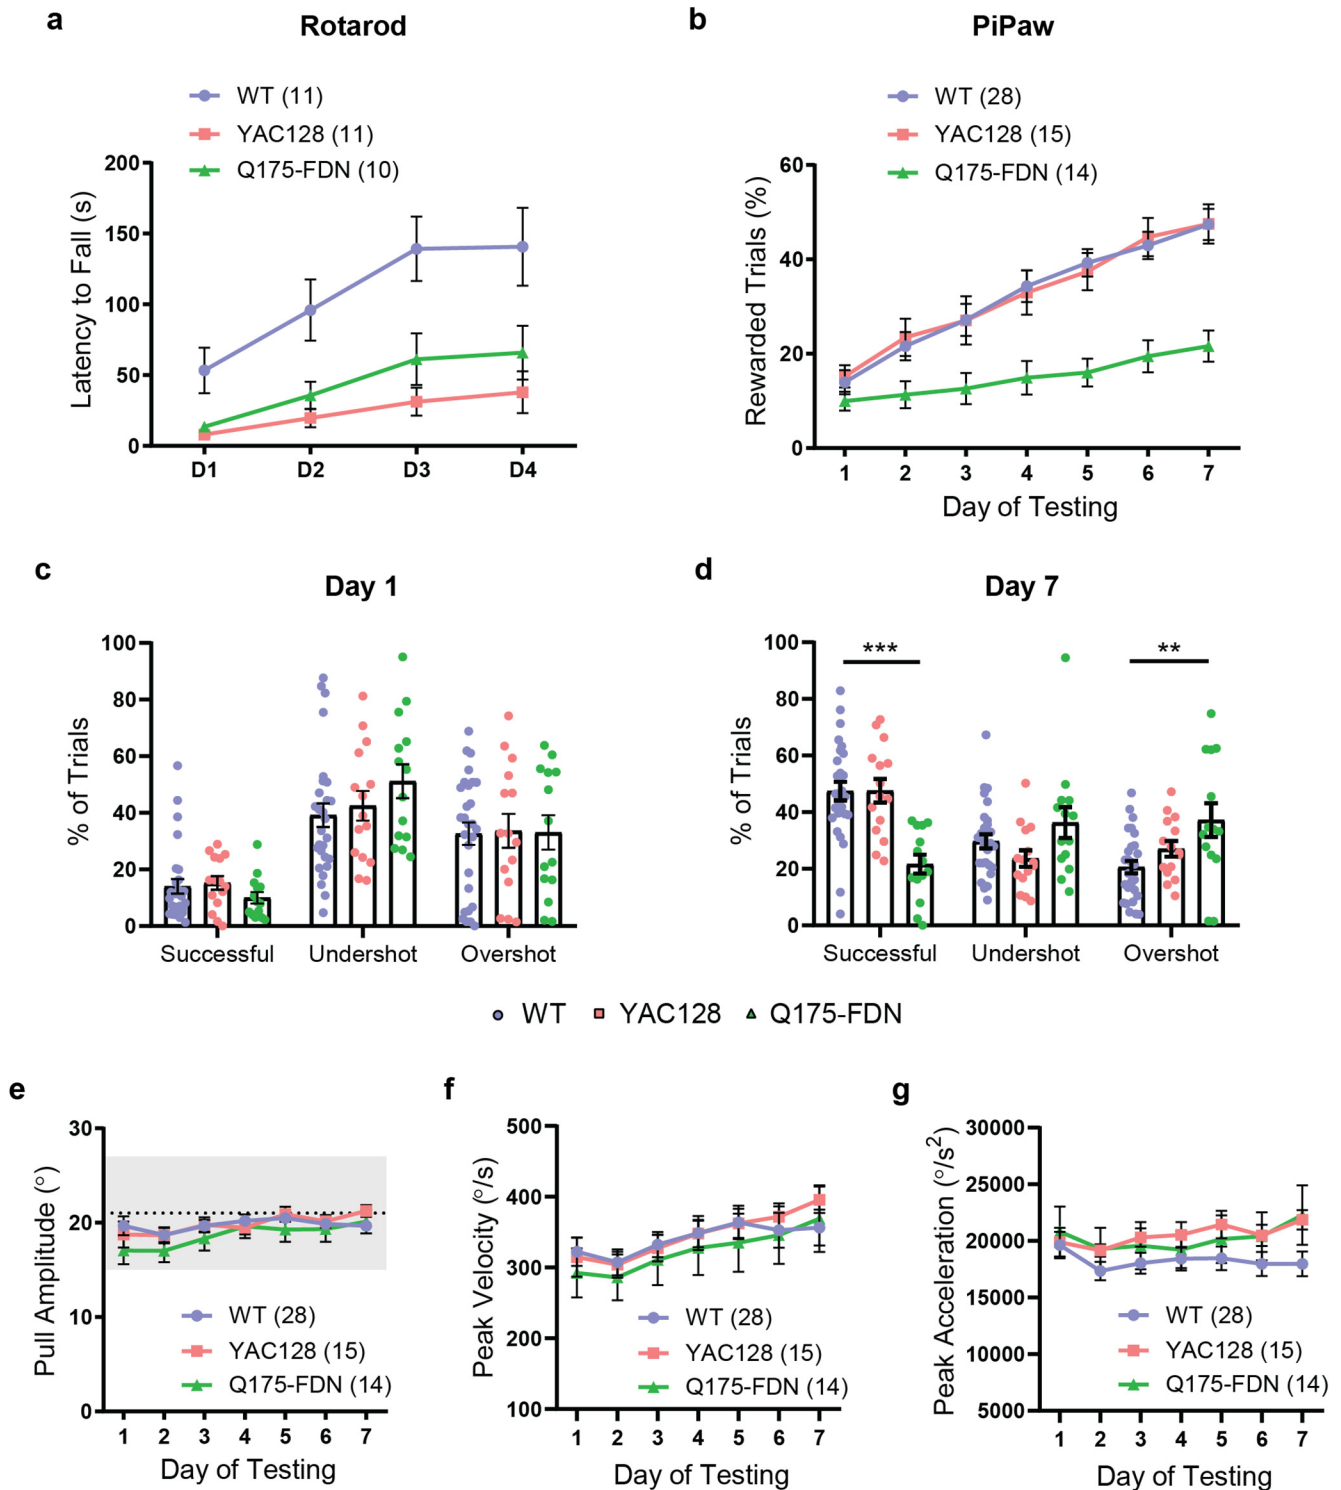 a
Rotarod
WT (11)
YAC128 (11)
Q175-FDN (10)
Latency to Fall (s)
200
150
100
50
0
D1 D2 D3 D4
b
PiPaw
WT (28)
YAC128 (15)
Q175-FDN (14)
Rewarded Trials (%)
60
40
20
0
1 2 3 4 5 6 7
Day of Testing
c
Day 1
% of Trials
100
80
60
40
20
0
Successful Undershot Overshot
d
Day 7
% of Trials
100
80
60
40
20
0
*** **
Successful Undershot Overshot
WT YAC128 Q175-FDN
e
Pull Amplitude (°)
30
20
10
0
WT (28)
YAC128 (15)
Q175-FDN (14)
1 2 3 4 5 6 7
Day of Testing
f
Peak Velocity (°/s)
500
400
300
200
100
WT (28)
YAC128 (15)
Q175-FDN (14)
1 2 3 4 5 6 7
Day of Testing
g
Peak Acceleration (°/s²)
30000
25000
20000
15000
10000
5000
WT (28)
YAC128 (15)
Q175-FDN (14)
1 2 3 4 5 6 7
Day of Testing